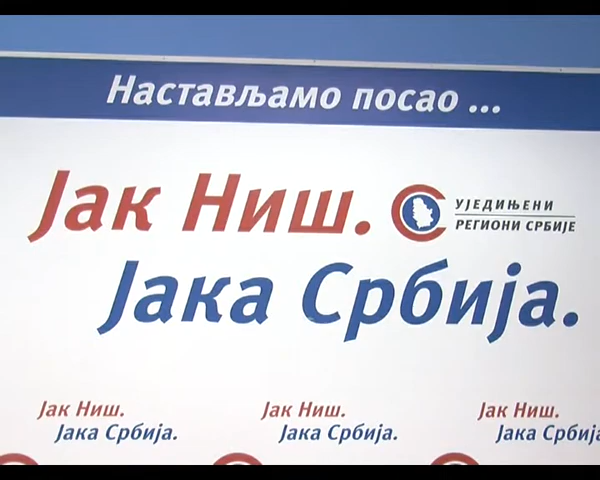 Настављамо посао ...
Јак Ниш.
УЈЕДИЊЕНИ
РЕГИОНИ СРБИЈЕ
Јака Србија.
Јак Ниш. Јак Ниш. Јак Ниш.
Јака Србија. Јака Србија. Јака Србија